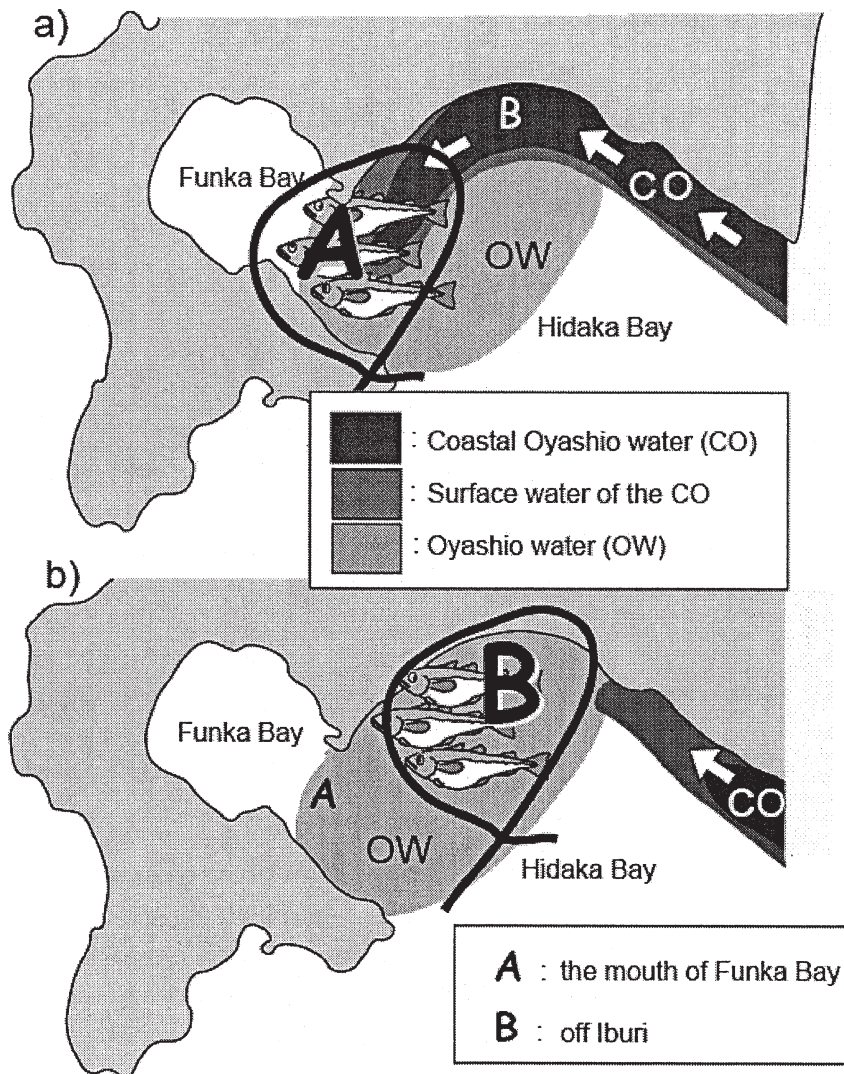 a)
B
Funka Bay
CO
A
OW
Hidaka Bay
: Coastal Oyashio water (CO)
: Surface water of the CO
: Oyashio water (OW)
b)
B
Funka Bay
A
CO
OW
Hidaka Bay
A : the mouth of Funka Bay
B : off Iburi